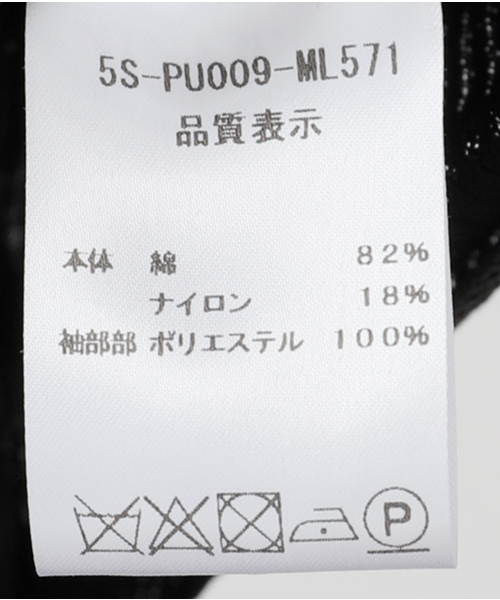 5S-PU009-ML571
品質表示
本体 綿 82%
ナイロン 18%
袖部部 ポリエステル 100%
P